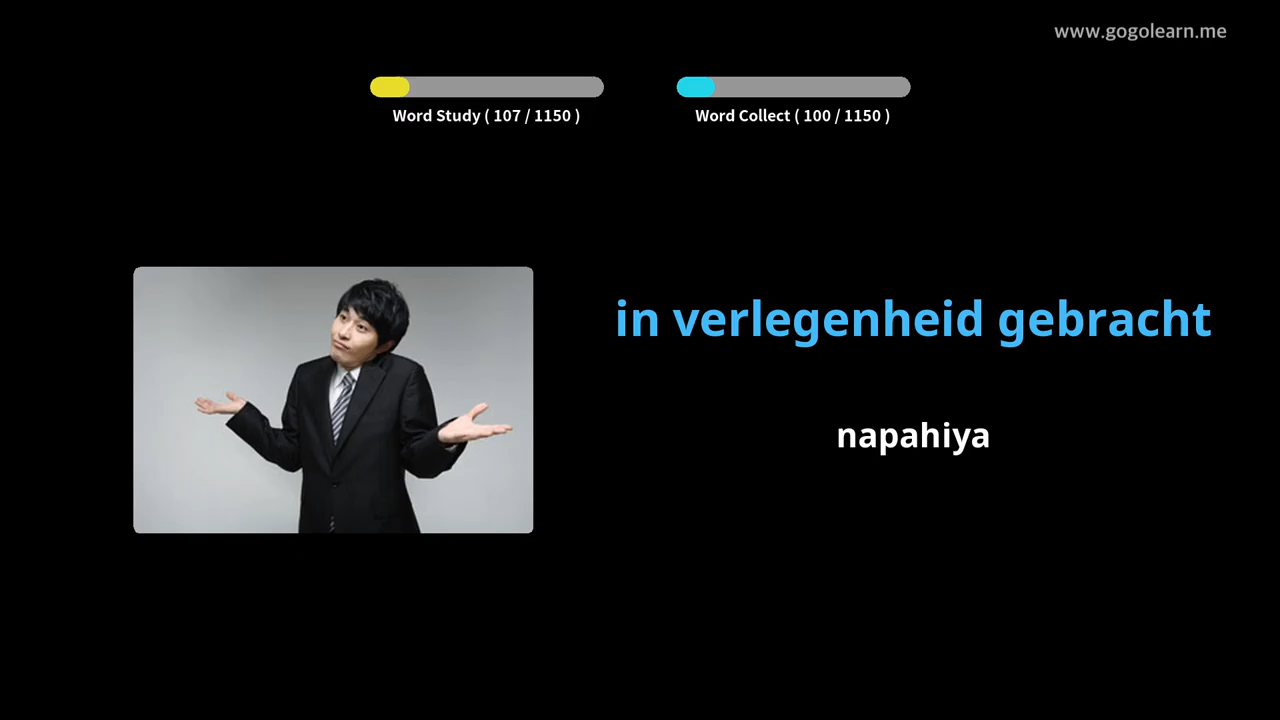 www.gogolearn.me
Word Study ( 107 / 1150 )
Word Collect ( 100 / 1150 )
in verlegenheid gebracht
napahiya